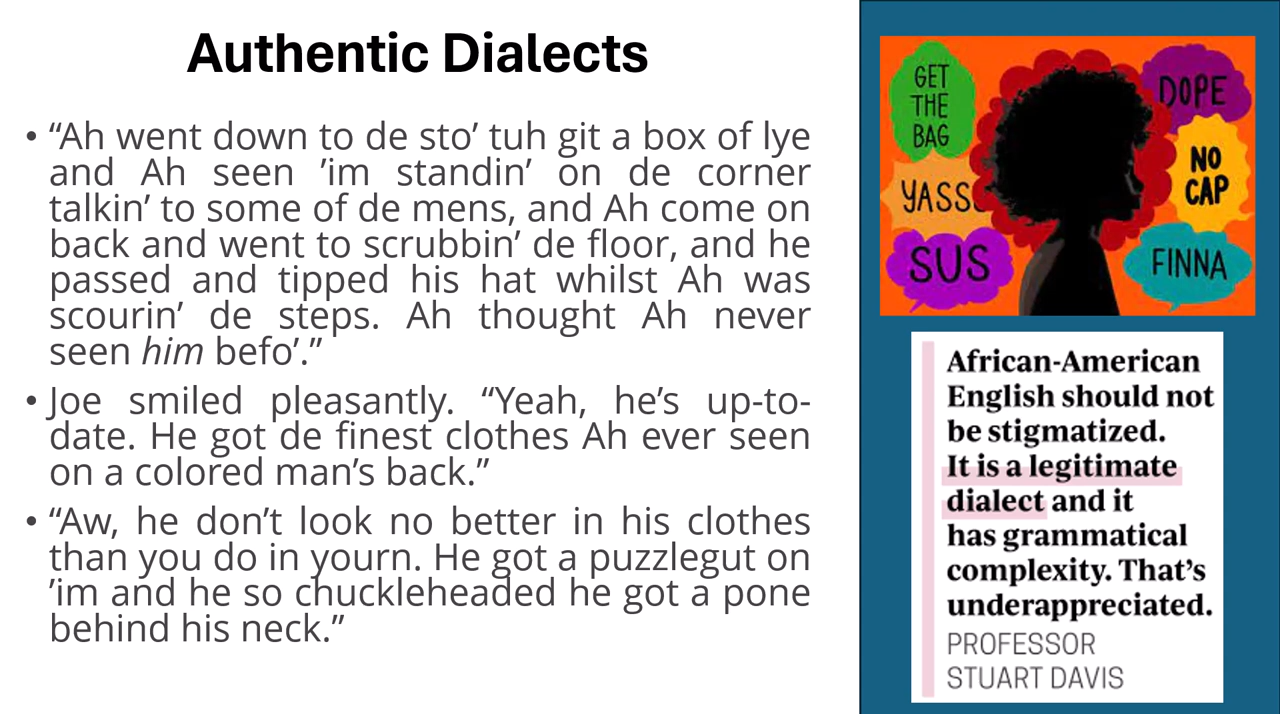 Authentic Dialects
• “Ah went down to de sto’ tuh git a box of lye
and Ah seen ’im standin’ on de corner
talkin’ to some of de mens, and Ah come on
back and went to scrubbin’ de floor, and he
passed and tipped his hat whilst Ah was
scourin’ de steps. Ah thought Ah never
seen him befo’.”
• Joe smiled pleasantly. “Yeah, he’s up-to-
date. He got de finest clothes Ah ever seen
on a colored man’s back.”
• “Aw, he don’t look no better in his clothes
than you do in yourn. He got a puzzlegut on
’im and he so chuckleheaded he got a pone
behind his neck.”
GET
THE
BAG
YASSS
SUS
DOPE
NO
CAP
FINNA
African-American
English should not
be stigmatized.
It is a legitimate
dialect and it
has grammatical
complexity. That’s
underappreciated.
PROFESSOR
STUART DAVIS